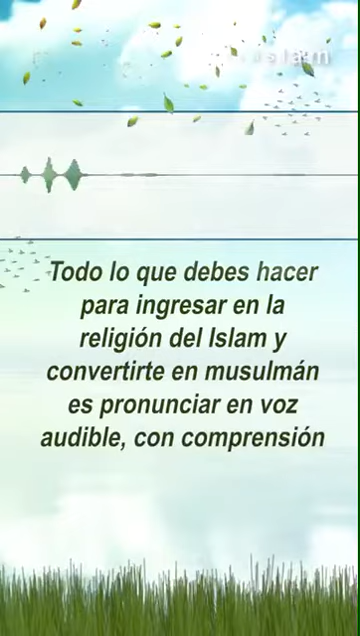 Islam
Todo lo que debes hacer
para ingresar en la
religión del Islam y
convertirte en musulmán
es pronunciar en voz
audible, con comprensión